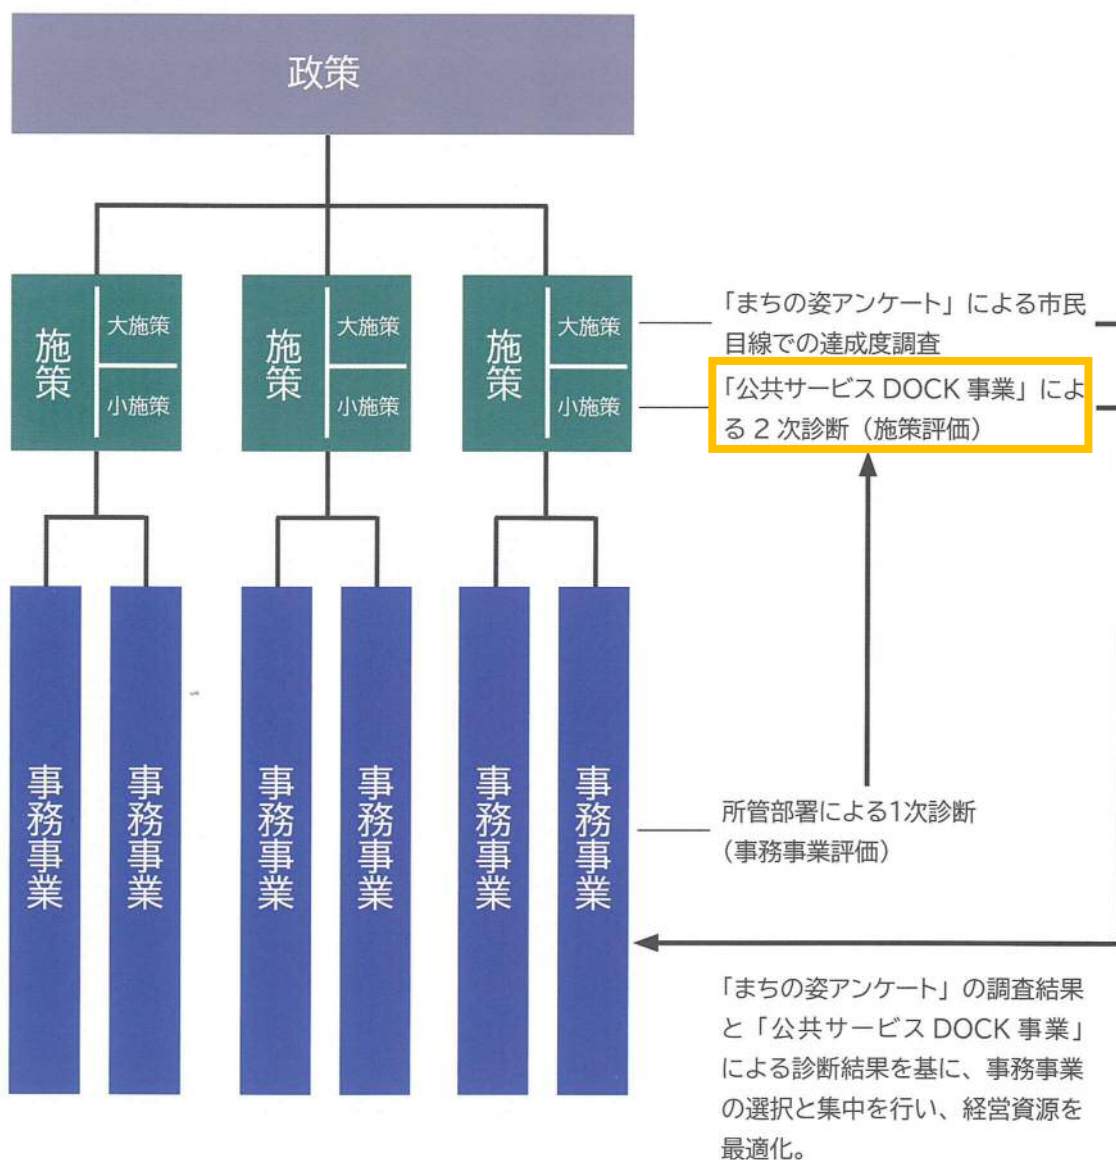 政策
施策
大施策
小施策
施策
大施策
小施策
施策
大施策
小施策
「まちの姿アンケート」による市民
目線での達成度調査
「公共サービス DOCK 事業」によ
る 2 次診断（施策評価）
事務事業
事務事業
事務事業
事務事業
事務事業
事務事業
所管部署による1次診断
（事務事業評価）
「まちの姿アンケート」の調査結果
と「公共サービス DOCK 事業」
による診断結果を基に、事務事業
の選択と集中を行い、経営資源を
最適化。